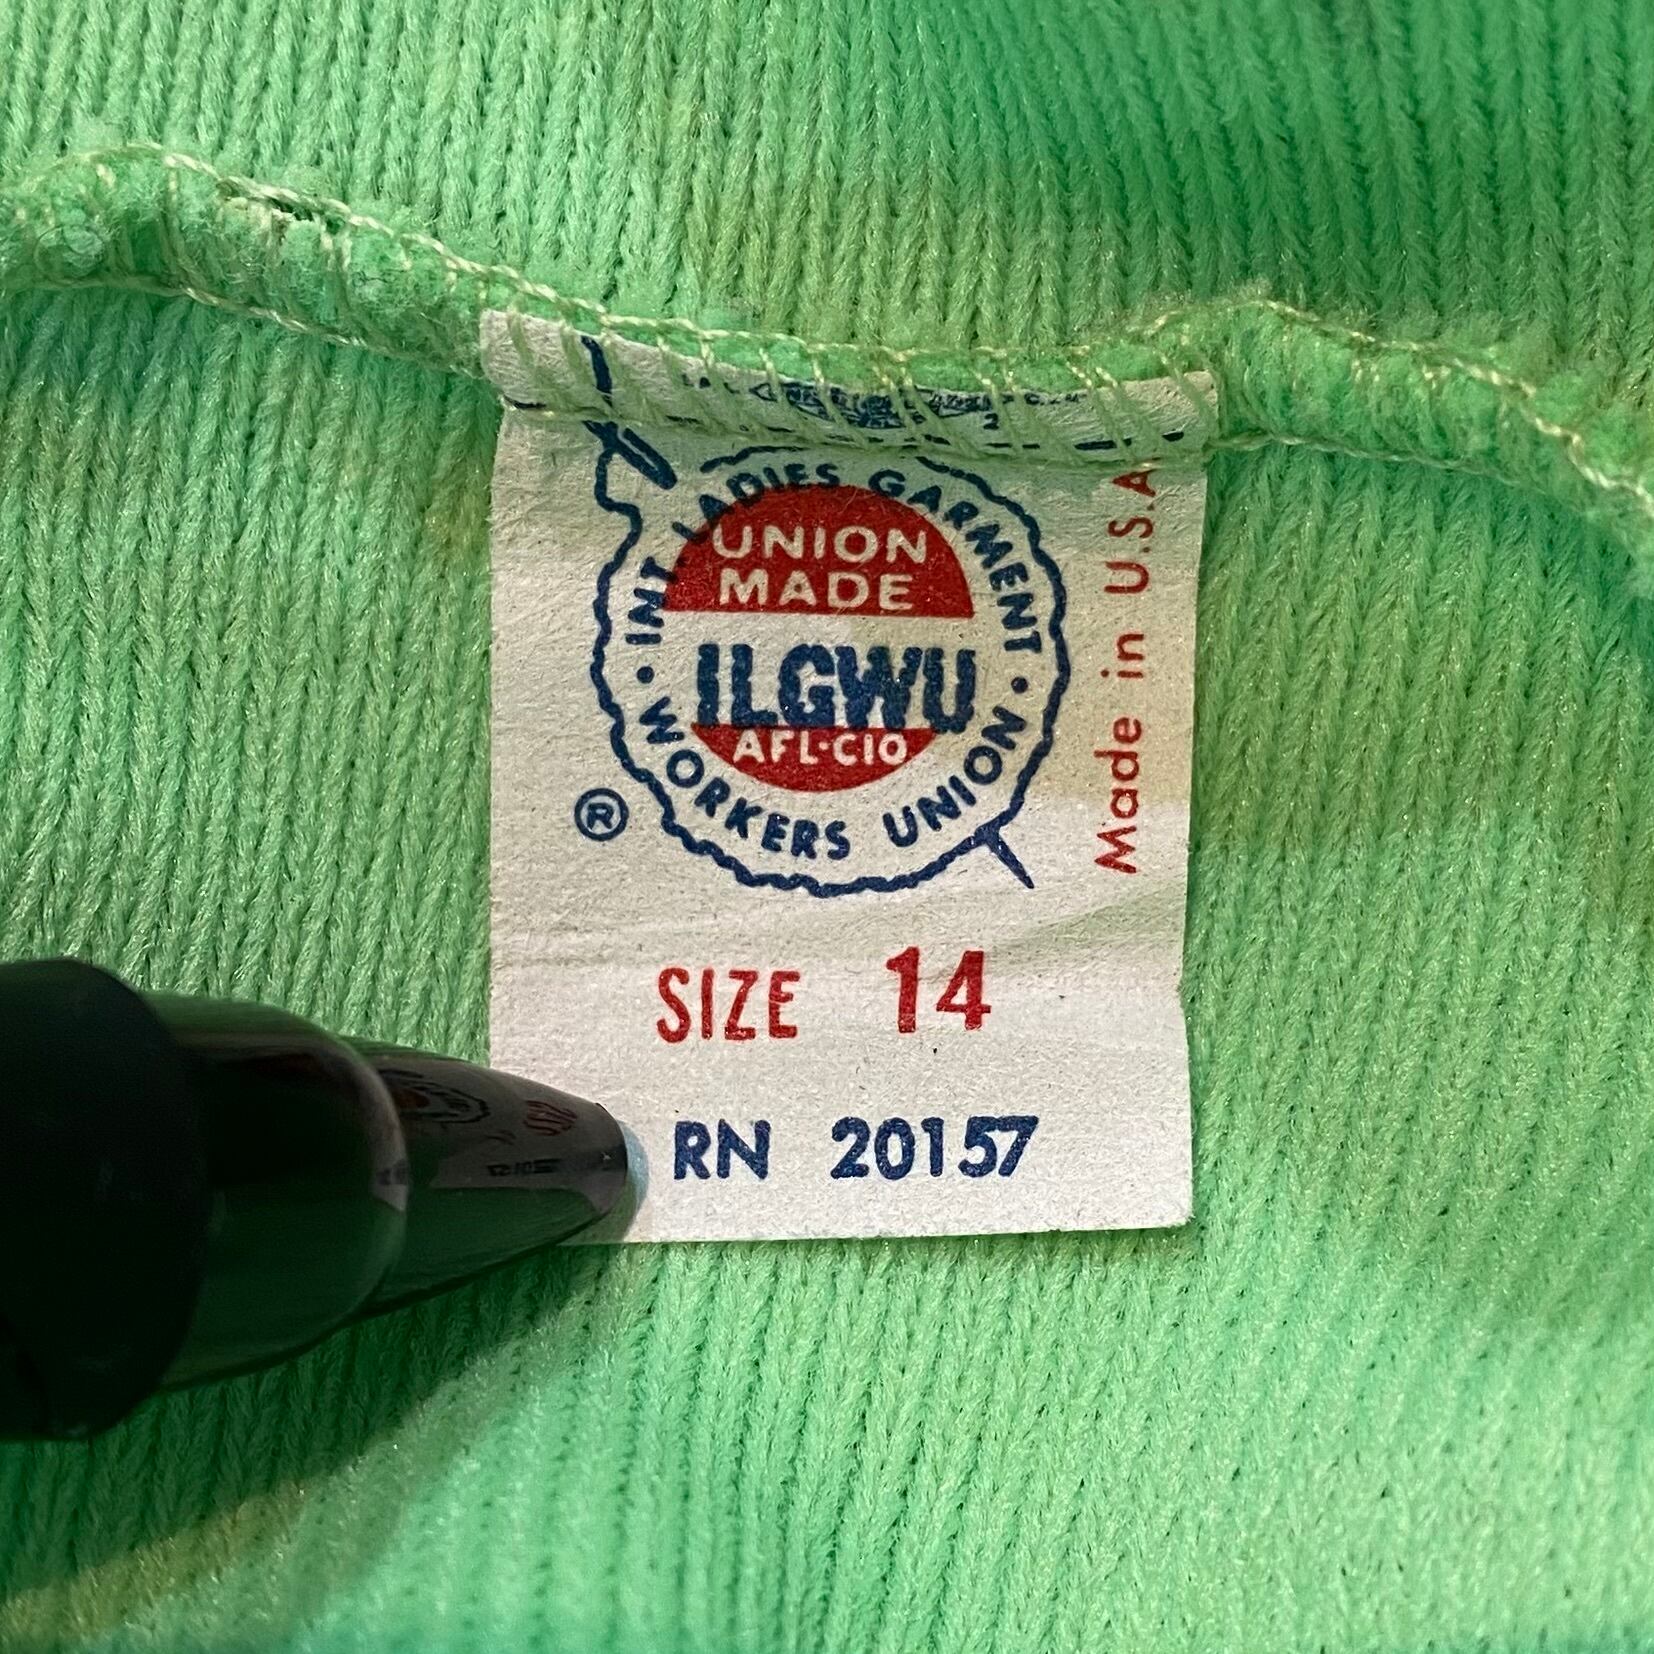 INT. LADIES GARMENT
UNION
MADE
ILGWU
AFL-CIO
WORKERS UNION
®
Made in U.S.A
SIZE 14
RN 20157